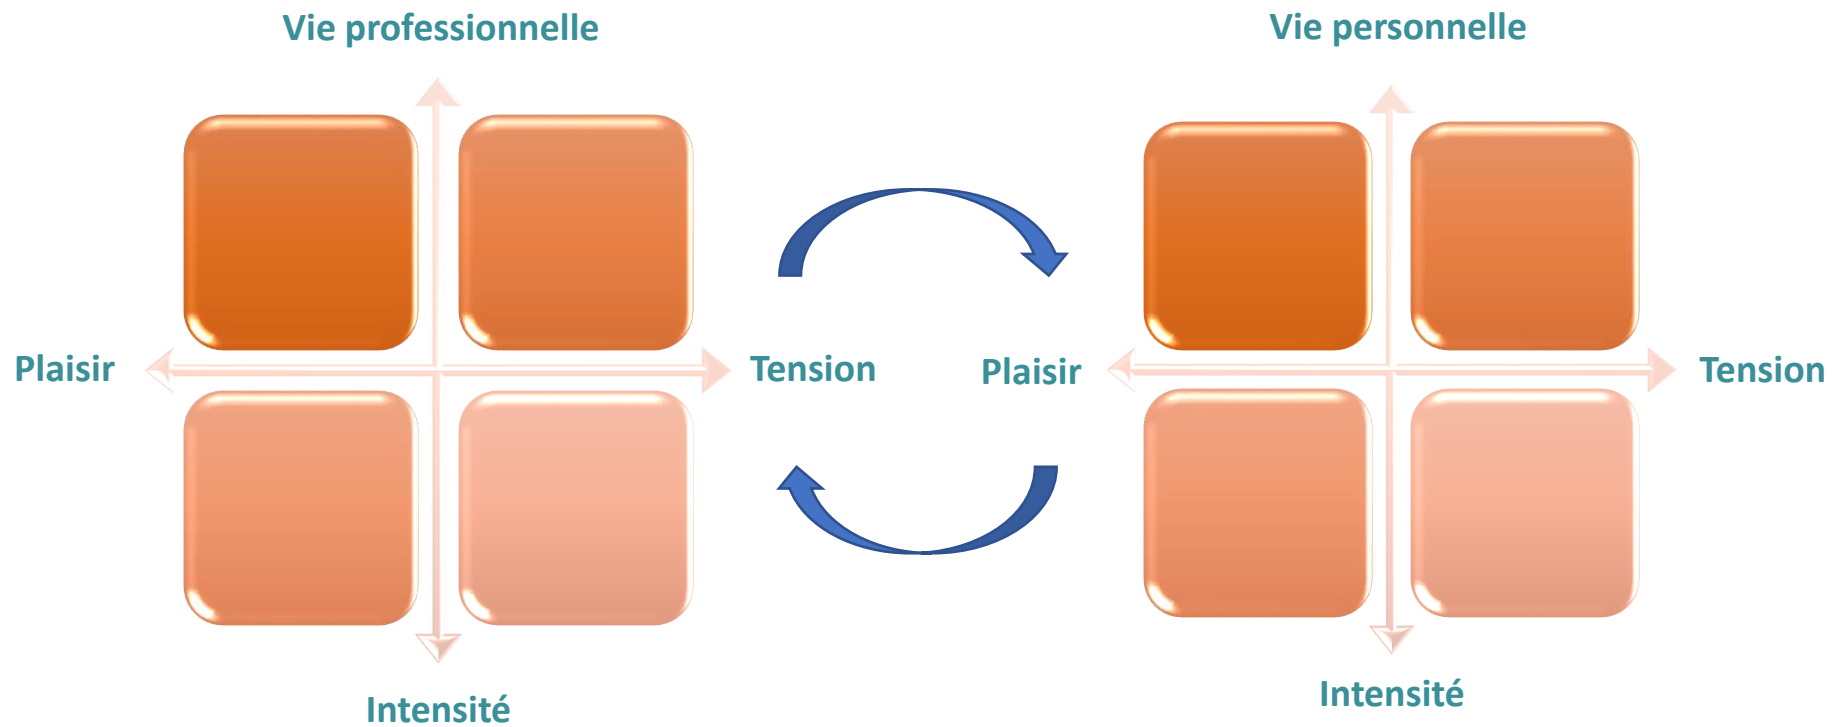 Vie professionnelle
Vie personnelle
Plaisir
Tension
Plaisir
Tension
Intensité
Intensité